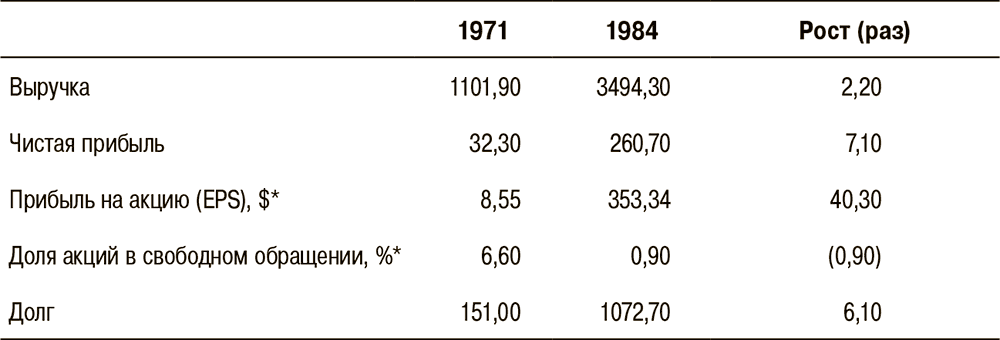 1971 1984 Рост (раз)
Выручка 1101,90 3494,30 2,20
Чистая прибыль 32,30 260,70 7,10
Прибыль на акцию (EPS), $* 8,55 353,34 40,30
Доля акций в свободном обращении, %* 6,60 0,90 (0,90)
Долг 151,00 1072,70 6,10